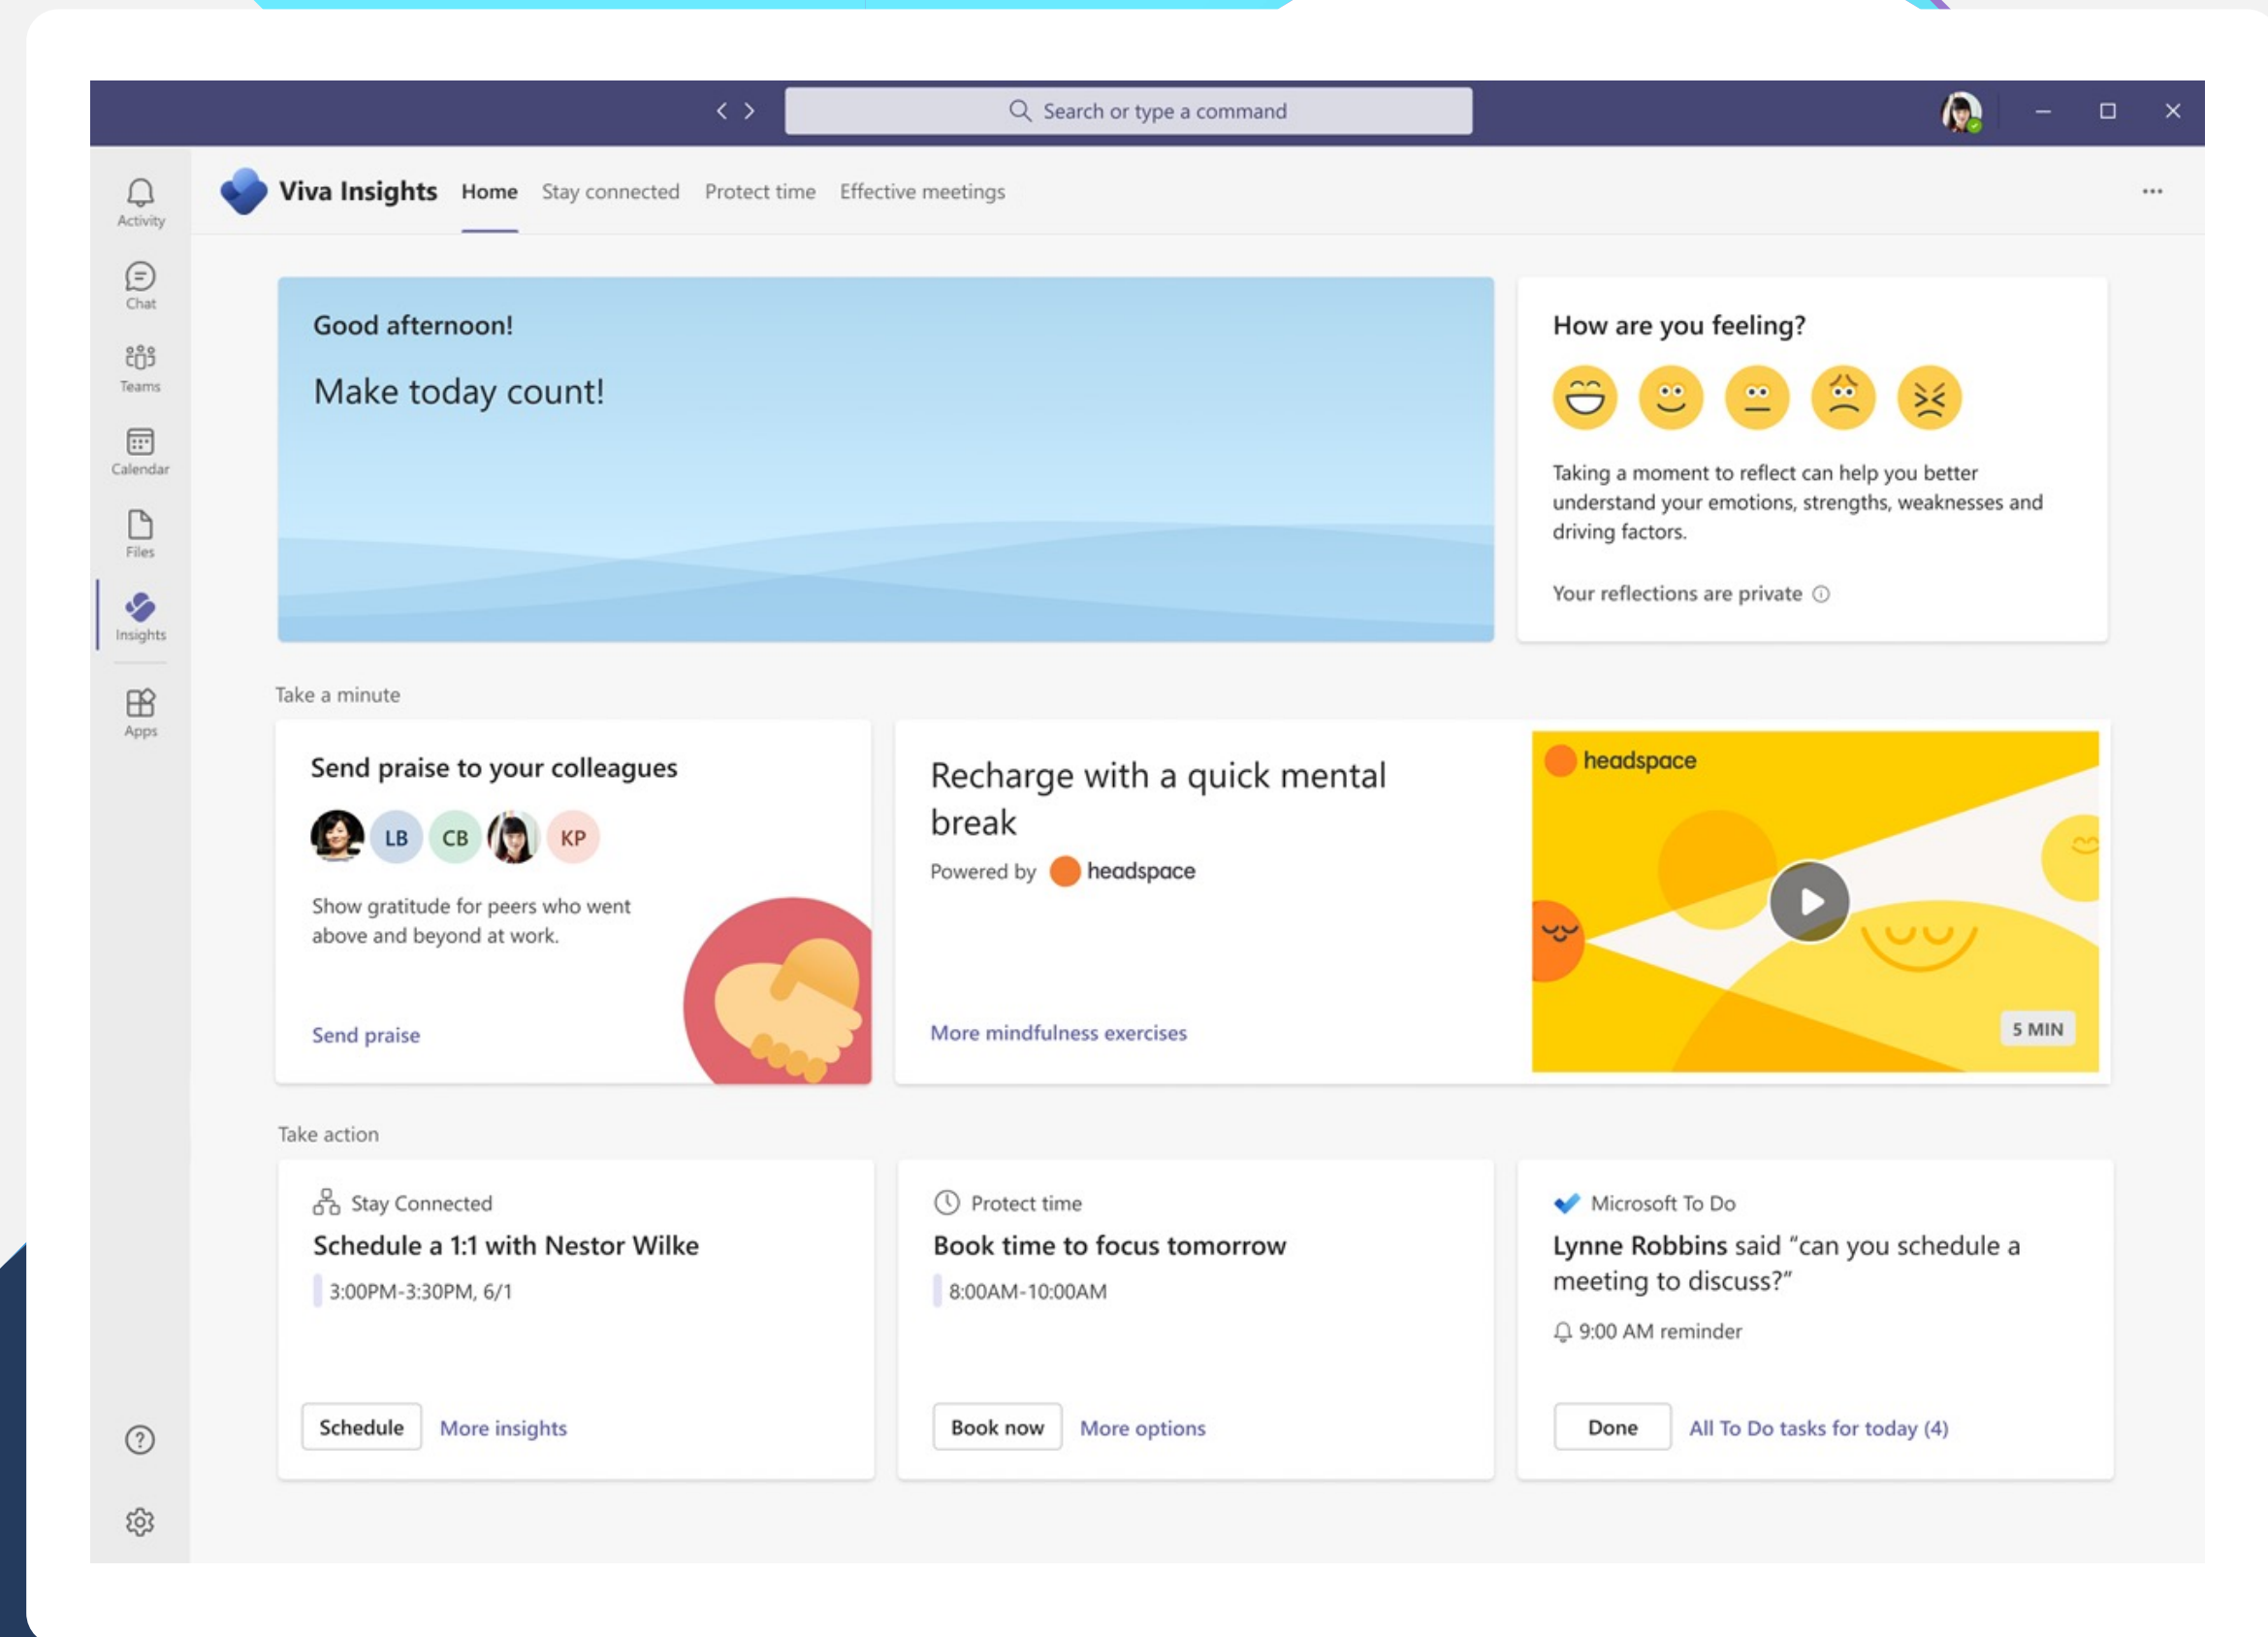 Search or type a command
Activity
Chat
Teams
Calendar
Files
Insights
Apps
Viva Insights Home Stay connected Protect time Effective meetings
Good afternoon!
Make today count!
How are you feeling?
Taking a moment to reflect can help you better
understand your emotions, strengths, weaknesses and
driving factors.
Your reflections are private
Take a minute
Send praise to your colleagues
LB CB KP
Show gratitude for peers who went
above and beyond at work.
Send praise
Recharge with a quick mental
break
Powered by headspace
More mindfulness exercises
headspace
5 MIN
Take action
Stay Connected
Schedule a 1:1 with Nestor Wilke
3:00PM-3:30PM, 6/1
Schedule More insights
Protect time
Book time to focus tomorrow
8:00AM-10:00AM
Book now More options
Microsoft To Do
Lynne Robbins said “can you schedule a
meeting to discuss?”
9:00 AM reminder
Done All To Do tasks for today (4)